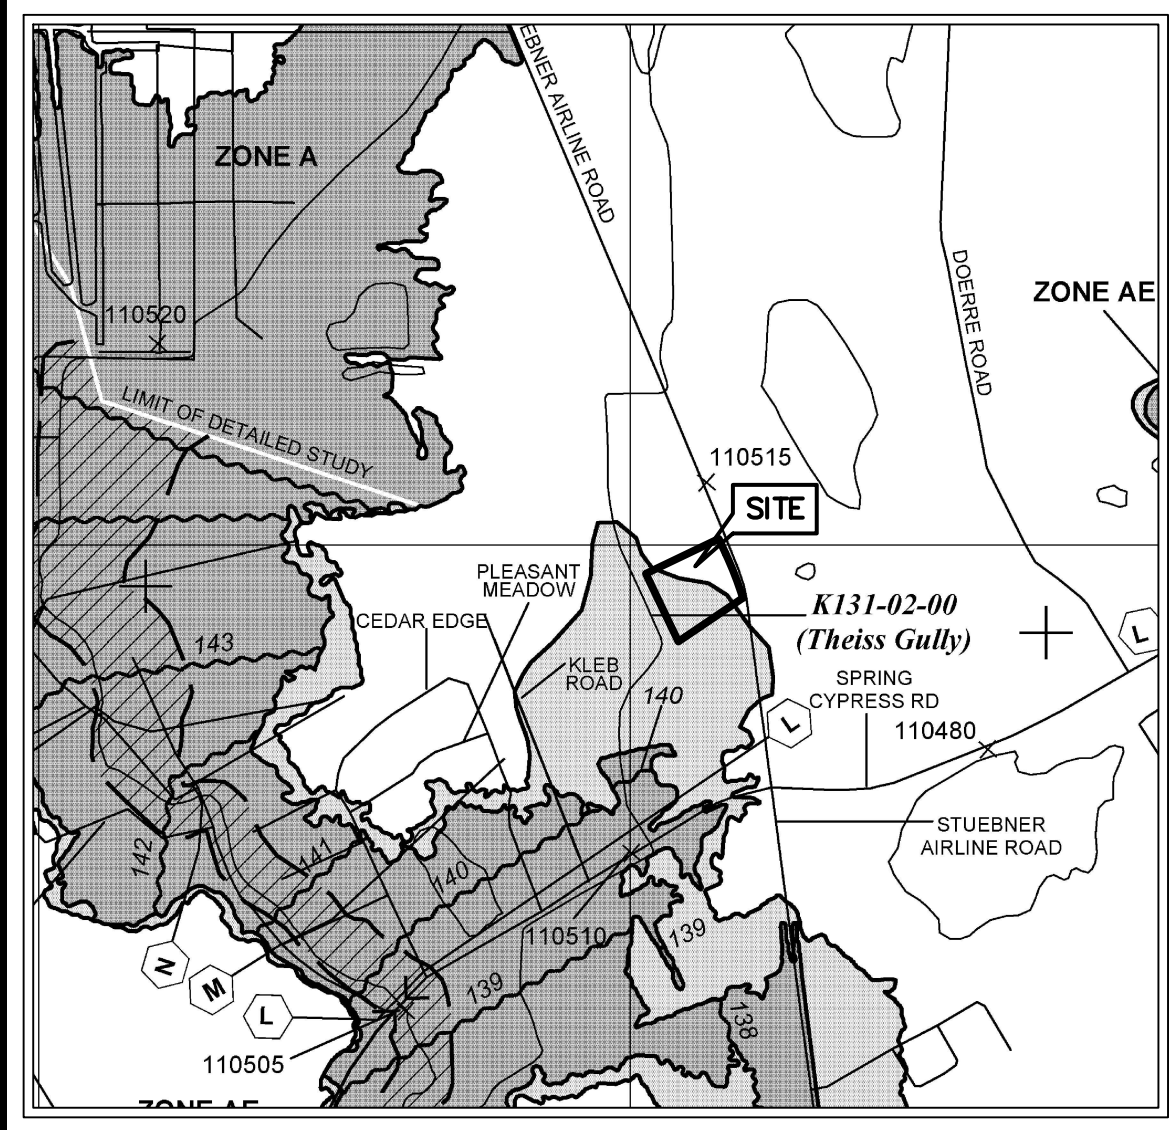 EBNER AIRLINE ROAD
ZONE A
DOERRE ROAD
ZONE AE
110520
LIMIT OF DETAILED STUDY
110515
SITE
PLEASANT
MEADOW
CEDAR EDGE
K131-02-00
(Theiss Gully)
L
143
KLEB
ROAD
140
SPRING
CYPRESS RD
L
110480
STUEBNER
AIRLINE ROAD
142
141
140
110510
139
N
M
139
L
138
110505
ZONE AE